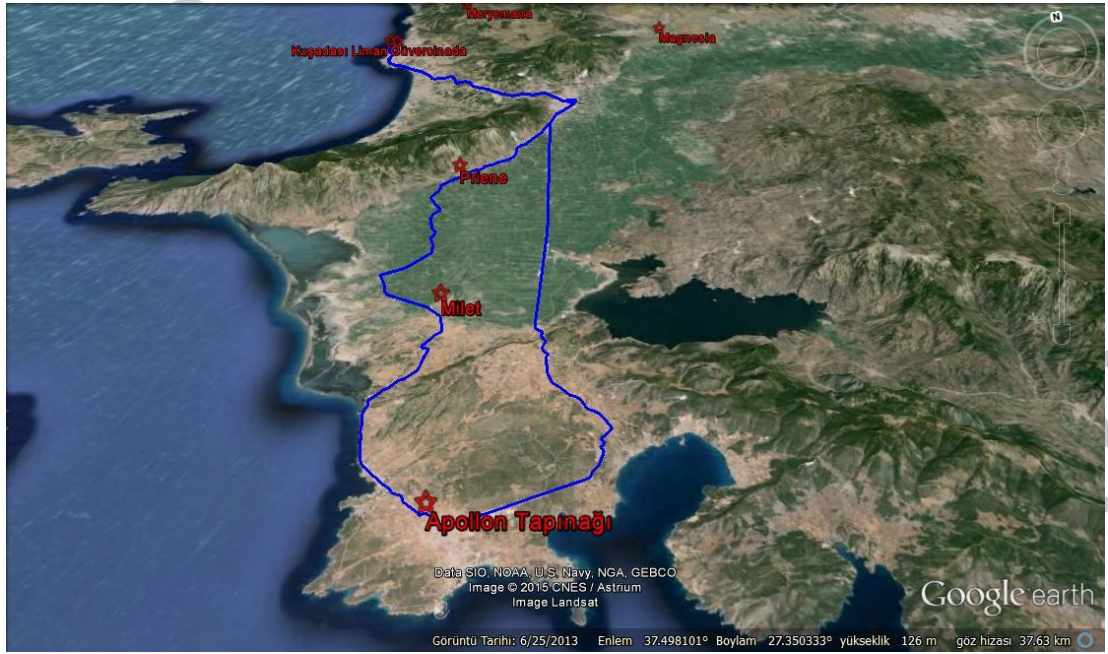 Meryemana
Magnesia
N
Kuşadası Liman Güvercinada
Priene
Milet
Apollon Tapınağı
Data SIO, NOAA, U.S. Navy, NGA, GEBCO
Image © 2015 CNES / Astrium
Image Landsat
Google earth
Görüntü Tarihi: 6/25/2013 Enlem 37.498101° Boylam 27.350333° yükseklik 126 m göz hizası 37.63 km